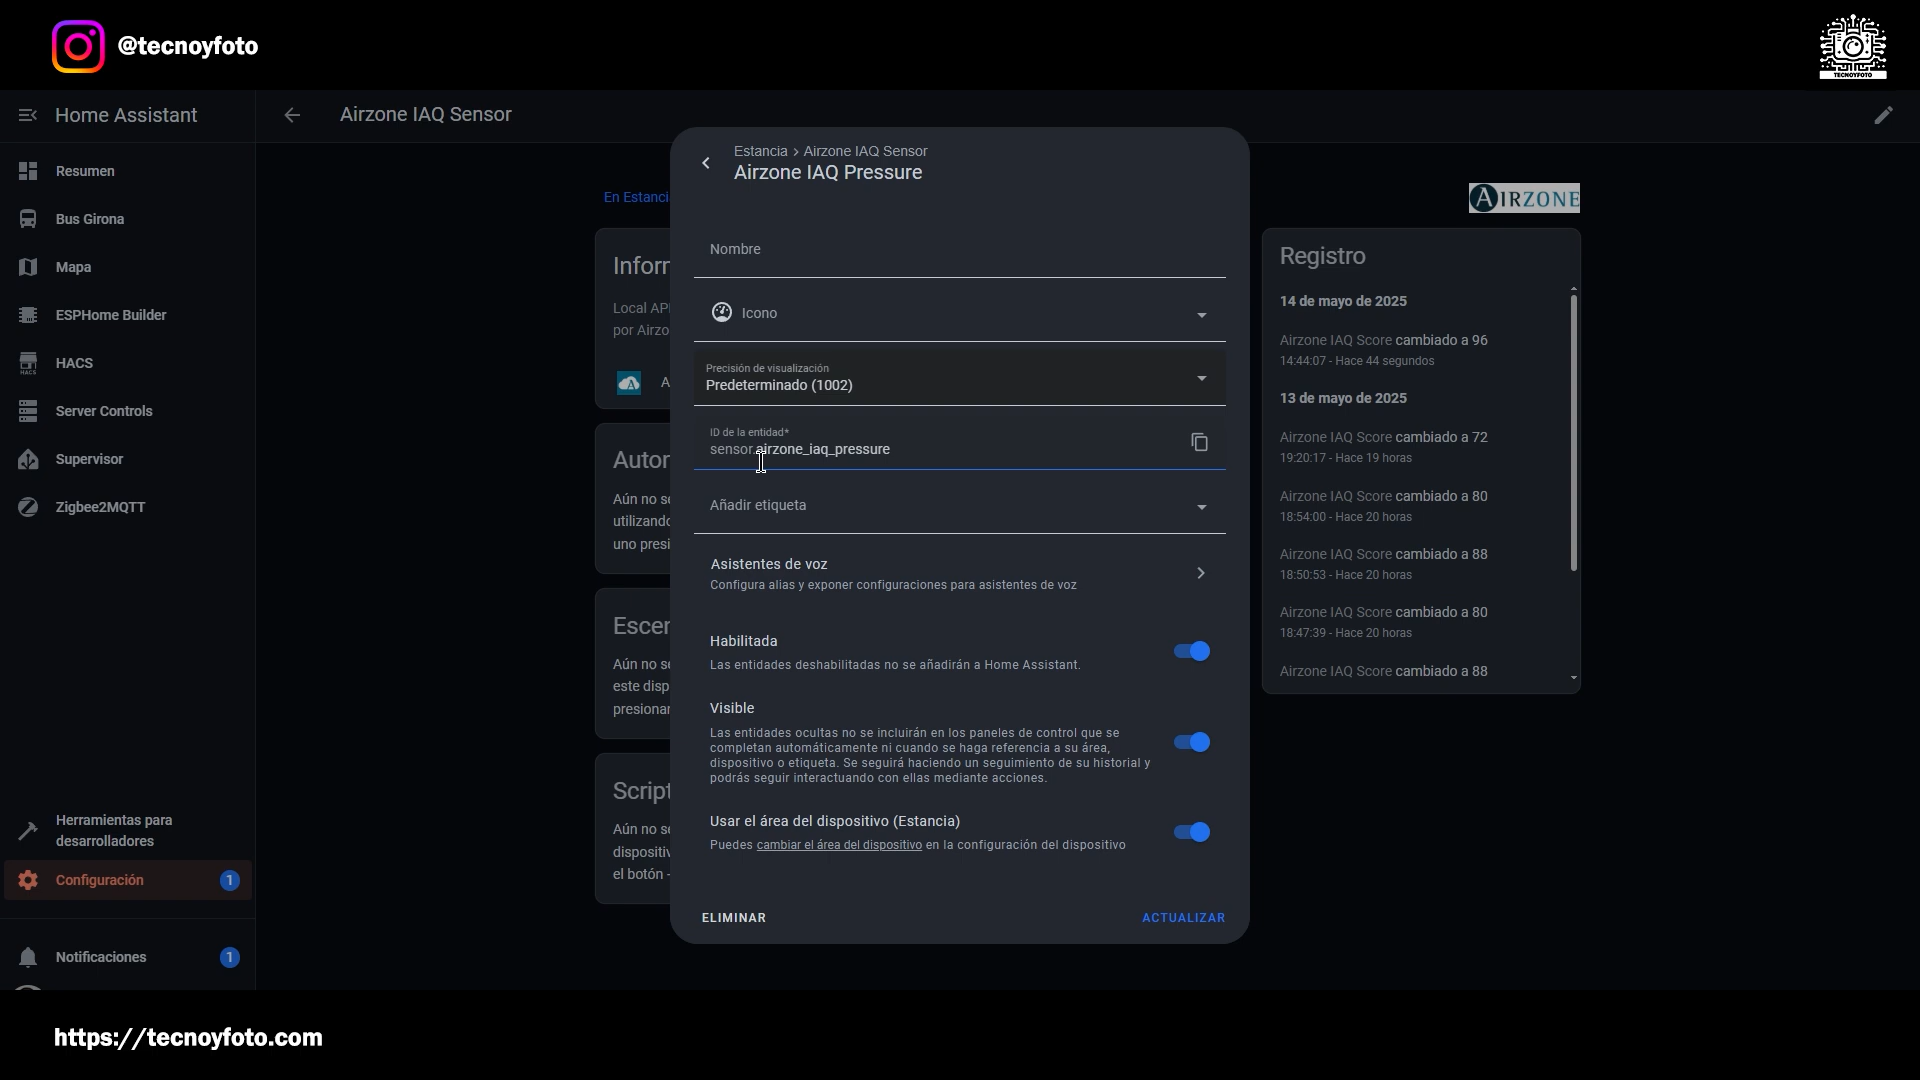 @tecnoyfoto
TECNOYFOTO
Home Assistant
Airzone IAQ Sensor
Resumen
Bus Girona
Mapa
ESPHome Builder
HACS
Server Controls
Supervisor
Zigbee2MQTT
Herramientas para
desarrolladores
Configuración
1
Notificaciones
1
En Estanci
Infor
Local AP
por Airzo
A
Autor
Aún no se
utilizando
uno presi
Escer
Aún no se
este disp
presionar
Script
Aún no se
dispositiv
el botón -
Estancia › Airzone IAQ Sensor
Airzone IAQ Pressure
Nombre
Icono
Precisión de visualización
Predeterminado (1002)
ID de la entidad*
sensor.airzone_iaq_pressure
Añadir etiqueta
Asistentes de voz
Configura alias y exponer configuraciones para asistentes de voz
Habilitada
Las entidades deshabilitadas no se añadirán a Home Assistant.
Visible
Las entidades ocultas no se incluirán en los paneles de control que se
completan automáticamente ni cuando se haga referencia a su área,
dispositivo o etiqueta. Se seguirá haciendo un seguimiento de su historial y
podrás seguir interactuando con ellas mediante acciones.
Usar el área del dispositivo (Estancia)
Puedes cambiar el área del dispositivo en la configuración del dispositivo
ELIMINAR
ACTUALIZAR
AIRZONE
Registro
14 de mayo de 2025
Airzone IAQ Score cambiado a 96
14:44:07 - Hace 44 segundos
13 de mayo de 2025
Airzone IAQ Score cambiado a 72
19:20:17 - Hace 19 horas
Airzone IAQ Score cambiado a 80
18:54:00 - Hace 20 horas
Airzone IAQ Score cambiado a 88
18:50:53 - Hace 20 horas
Airzone IAQ Score cambiado a 80
18:47:39 - Hace 20 horas
Airzone IAQ Score cambiado a 88
https://tecnoyfoto.com